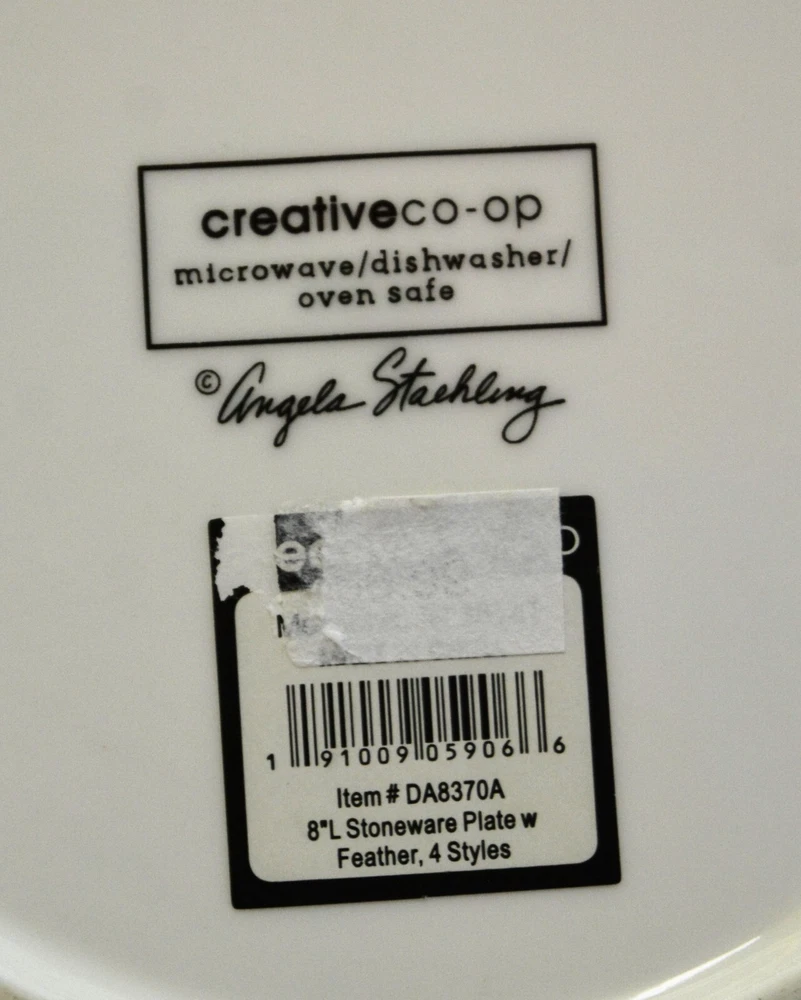 creativeco-op
microwave/dishwasher/
oven safe
© Angela Staehling
1 91009 05906 6
Item # DA8370A
8"L Stoneware Plate w
Feather, 4 Styles